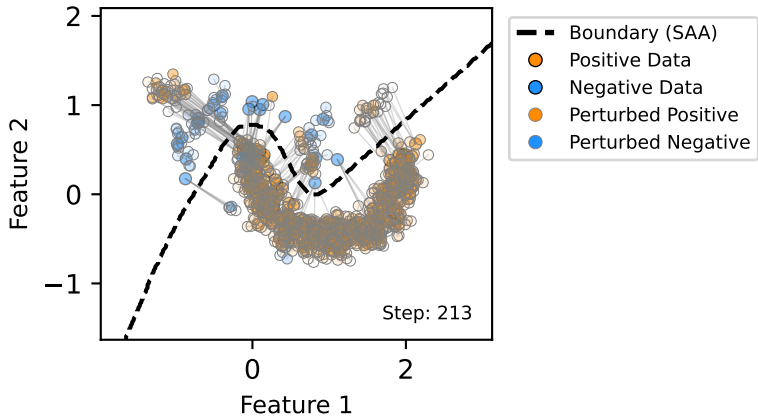 2
1
0
−1
0
2
Feature 2
Feature 1
Step: 213
Boundary (SAA)
Positive Data
Negative Data
Perturbed Positive
Perturbed Negative